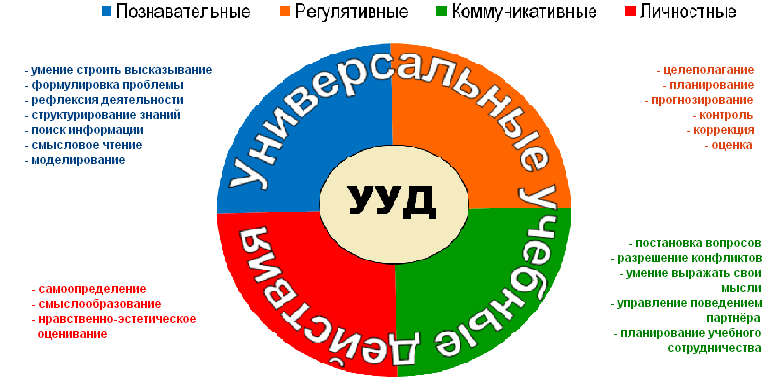 Познавательные Регулятивные Коммуникативные Личностные
- умение строить высказывание
- формулировка проблемы
- рефлексия деятельности
- структурирование знаний
- поиск информации
- смысловое чтение
- моделирование
- целеполагание
- планирование
- прогнозирование
- контроль
- коррекция
- оценка
Универсальные учебные действия
УУД
- самоопределение
- смыслообразование
- нравственно-эстетическое
оценивание
- постановка вопросов
- разрешение конфликтов
- умение выражать свои
мысли
- управление поведением
партнёра
- планирование учебного
сотрудничества